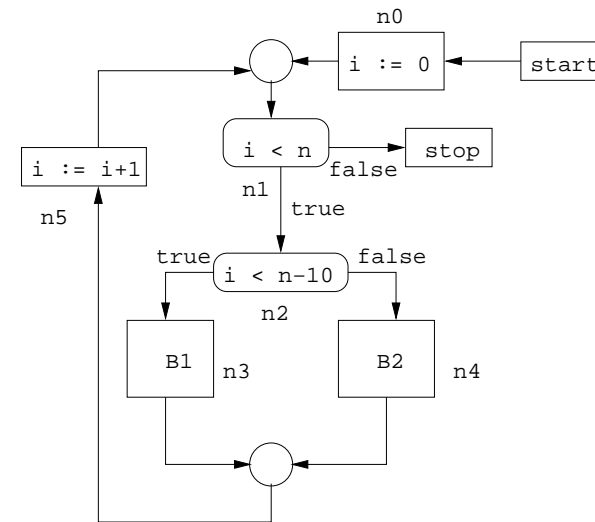 n0
i := 0
start
i < n
false
stop
n1
true
i := i+1
n5
true
false
i < n-10
n2
B1
n3
B2
n4